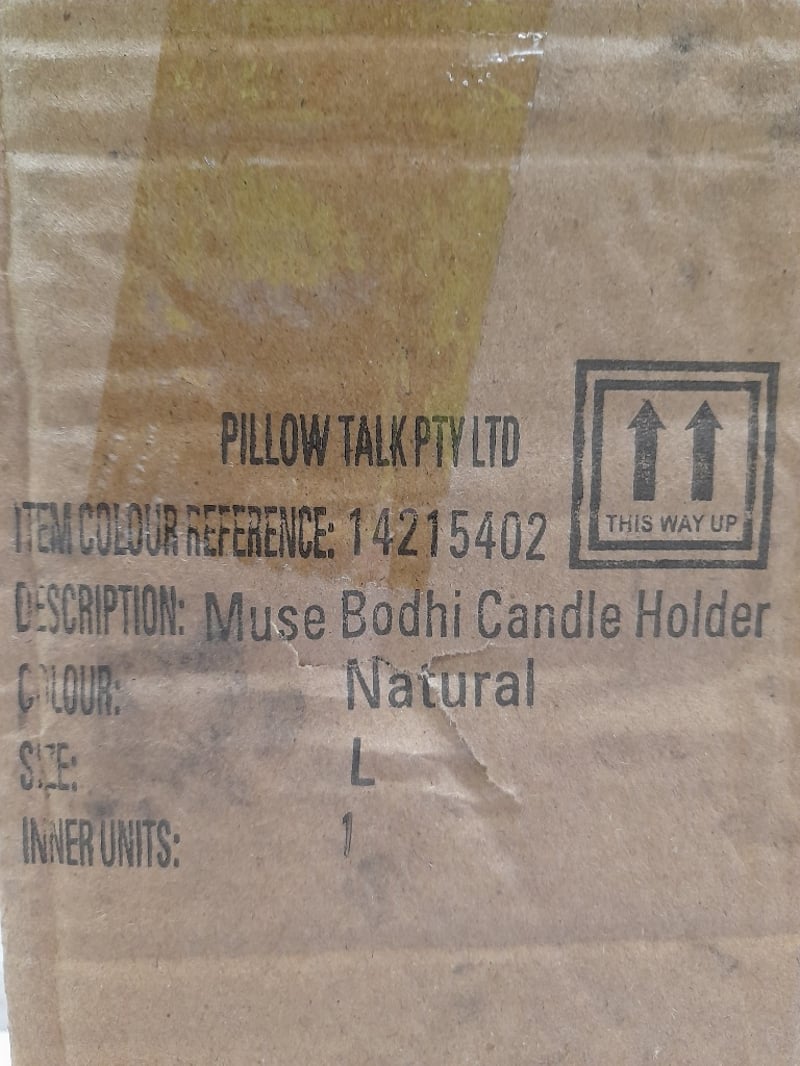 PILLOW TALK PTY LTD
THIS WAY UP
ITEM COLOUR REFERENCE: 14215402
DESCRIPTION: Muse Bodhi Candle Holder
COLOUR: Natural
SIZE: L
INNER UNITS: 1